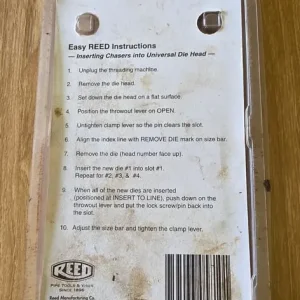 Easy REED Instructions
— Inserting Chasers into Universal Die Head —
1. Unplug the threading machine.
2. Remove the die head.
3. Set down the die head on a flat surface.
4. Position the throwout lever on OPEN.
5. Untighten clamp lever so the pin clears the slot.
6. Align the index line with REMOVE DIE mark on size bar.
7. Remove the die (head number face up).
8. Insert the new die #1 into slot #1.
Repeat for #2, #3, & #4.
9. When all of the new dies are inserted
(positioned at INSERT TO LINE), push down on the
throwout lever and put the lock screw/pin back into
the slot.
10. Adjust the size bar and tighten the clamp lever.
REED
PIPE TOOLS & VISES
SINCE 1896
Reed Manufacturing Co.